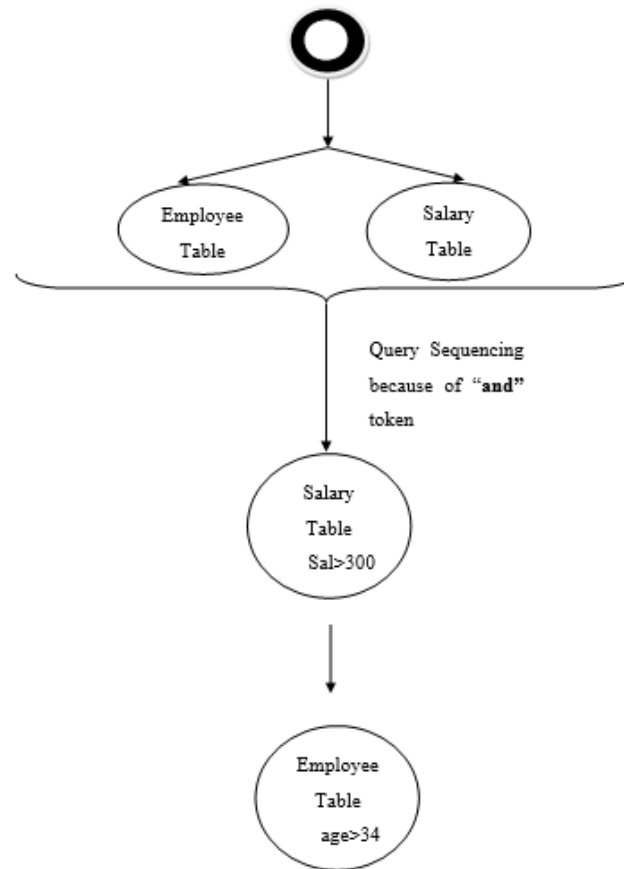 Employee
Table
Salary
Table
Query Sequencing
because of “and”
token
Salary
Table
Sal>300
Employee
Table
age>34